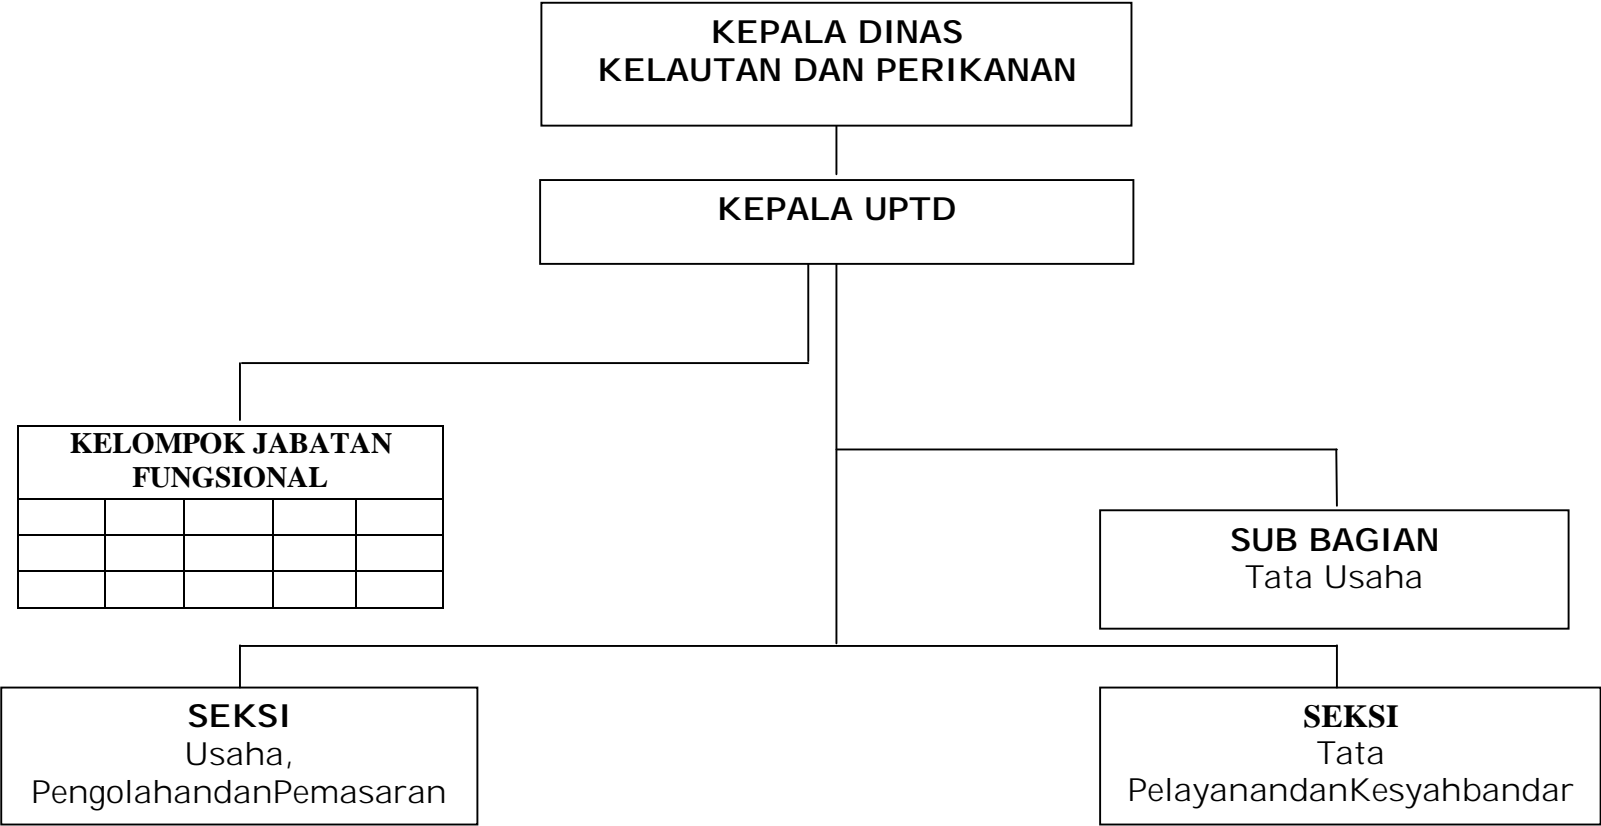 KEPALA DINAS
KELAUTAN DAN PERIKANAN
KEPALA UPTD
KELOMPOK JABATAN
FUNGSIONAL
SUB BAGIAN
Tata Usaha
SEKSI
Usaha,
PengolahandanPemasaran
SEKSI
Tata
PelayanandanKesyahbandar